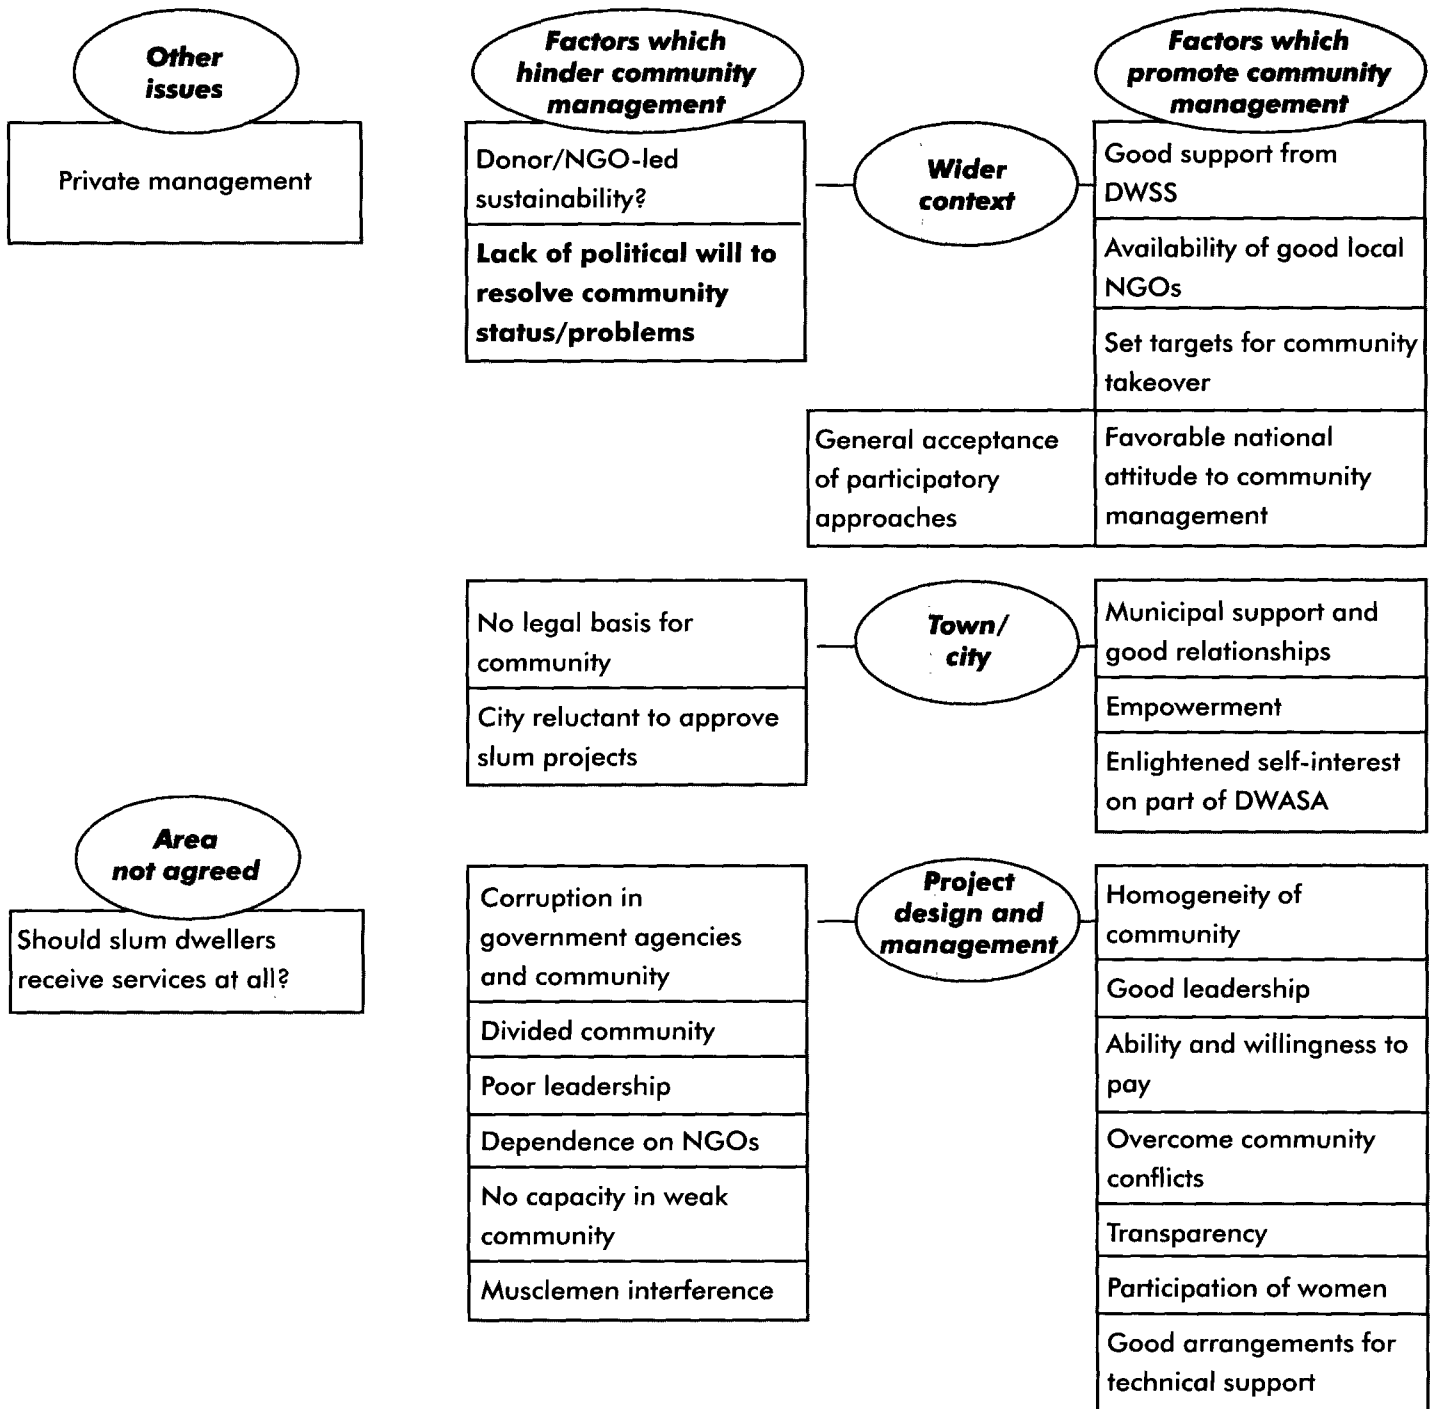 Other
issues
Private management
Factors which
hinder community
management
Donor/NGO-led
sustainability?
Lack of political will to
resolve community
status/problems
Wider
context
Factors which
promote community
management
Good support from
DWSS
Availability of good local
NGOs
Set targets for community
takeover
General acceptance
of participatory
approaches
Favorable national
attitude to community
management
No legal basis for
community
City reluctant to approve
slum projects
Town/
city
Municipal support and
good relationships
Empowerment
Enlightened self-interest
on part of DWASA
Area
not agreed
Should slum dwellers
receive services at all?
Corruption in
government agencies
and community
Divided community
Poor leadership
Dependence on NGOs
No capacity in weak
community
Musclemen interference
Project
design and
management
Homogeneity of
community
Good leadership
Ability and willingness to
pay
Overcome community
conflicts
Transparency
Participation of women
Good arrangements for
technical support